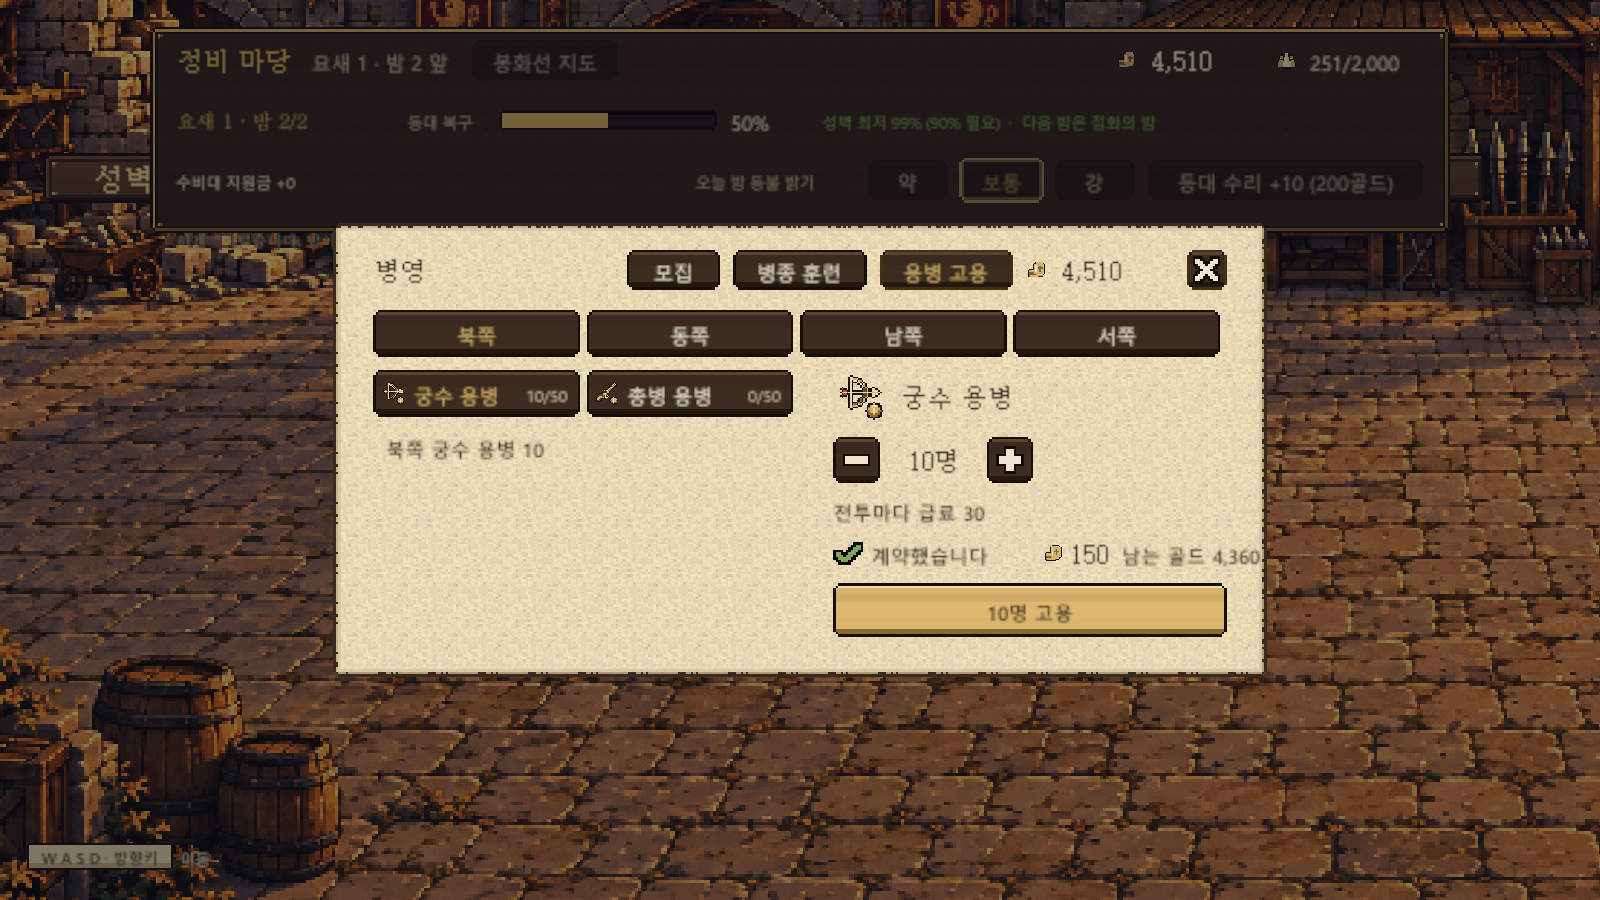 정비 마당 요새 1 · 밤 2 앞 봉화선 지도 4,510 251/2,000
요새 1 · 밤 2/2 등대 복구 50% 성벽 최저 99% (90% 필요) · 다음 밤은 점화의 밤
성벽
수비대 지원금 +0 오늘 밤 등불 밝기 약 보통 강 등대 수리 +10 (200골드)
병영 모집 병종 훈련 용병 고용 4,510
북쪽 동쪽 남쪽 서쪽
궁수 용병 10/50 총병 용병 0/50 궁수 용병
북쪽 궁수 용병 10
10명
전투마다 급료 30
계약했습니다 150 남는 골드 4,360
10명 고용
WASD·방향키 이동